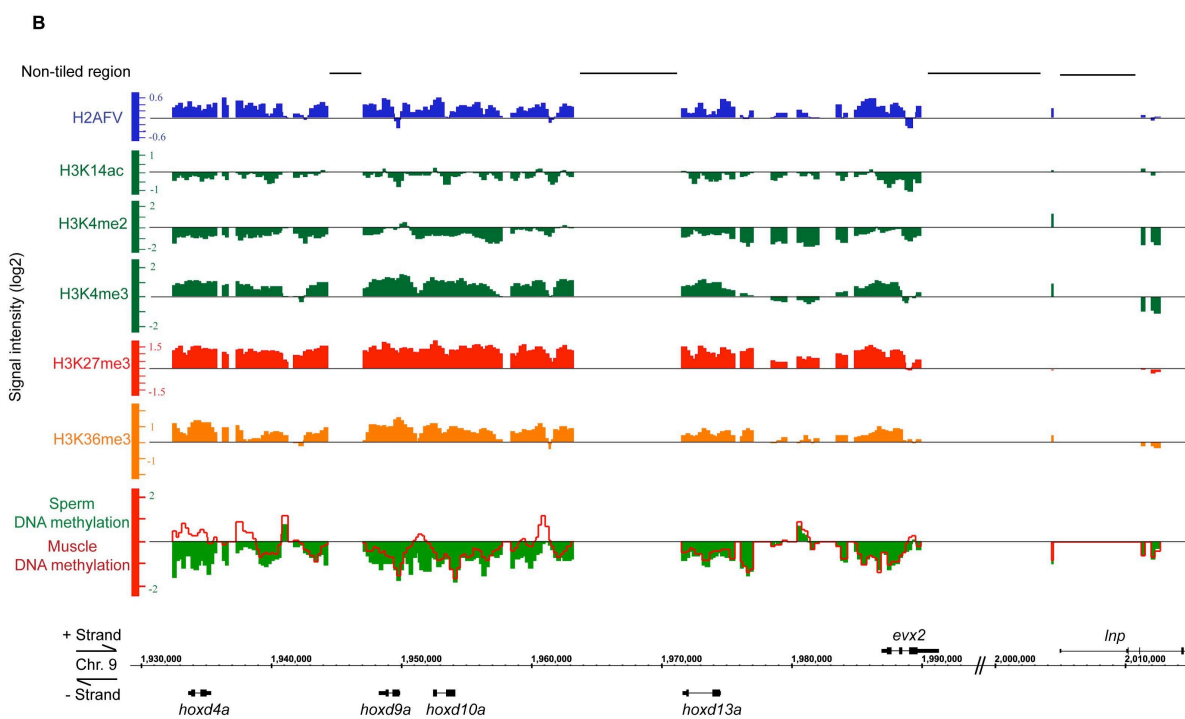 B
Non-tiled region
H2AFV
0.6
-0.6
H3K14ac
1
-1
H3K4me2
2
-2
H3K4me3
2
-2
H3K27me3
1.5
-1.5
H3K36me3
1
-1
Signal intensity (log2)
Sperm
DNA methylation
Muscle
DNA methylation
2
-2
+ Strand
Chr. 9
- Strand
evx2
lnp
1,930,000
1,940,000
1,950,000
1,960,000
1,970,000
1,980,000
1,990,000
//
2,000,000
2,010,000
hoxd4a
hoxd9a
hoxd10a
hoxd13a